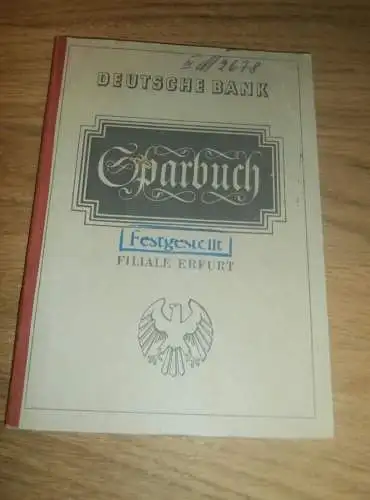 2678
DEUTSCHE BANK
Sparbuch
Festgestellt
FILIALE ERFURT